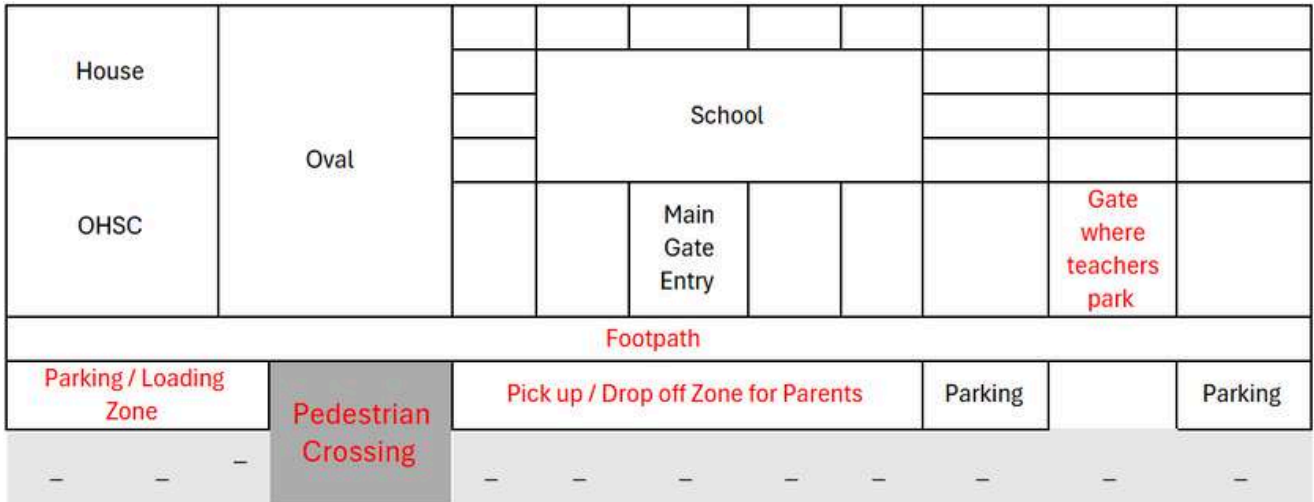 House
School
Oval
OHSC
Main
Gate
Entry
Gate
where
teachers
park
Footpath
Parking / Loading
Zone
Pedestrian
Crossing
Pick up / Drop off Zone for Parents
Parking
Parking